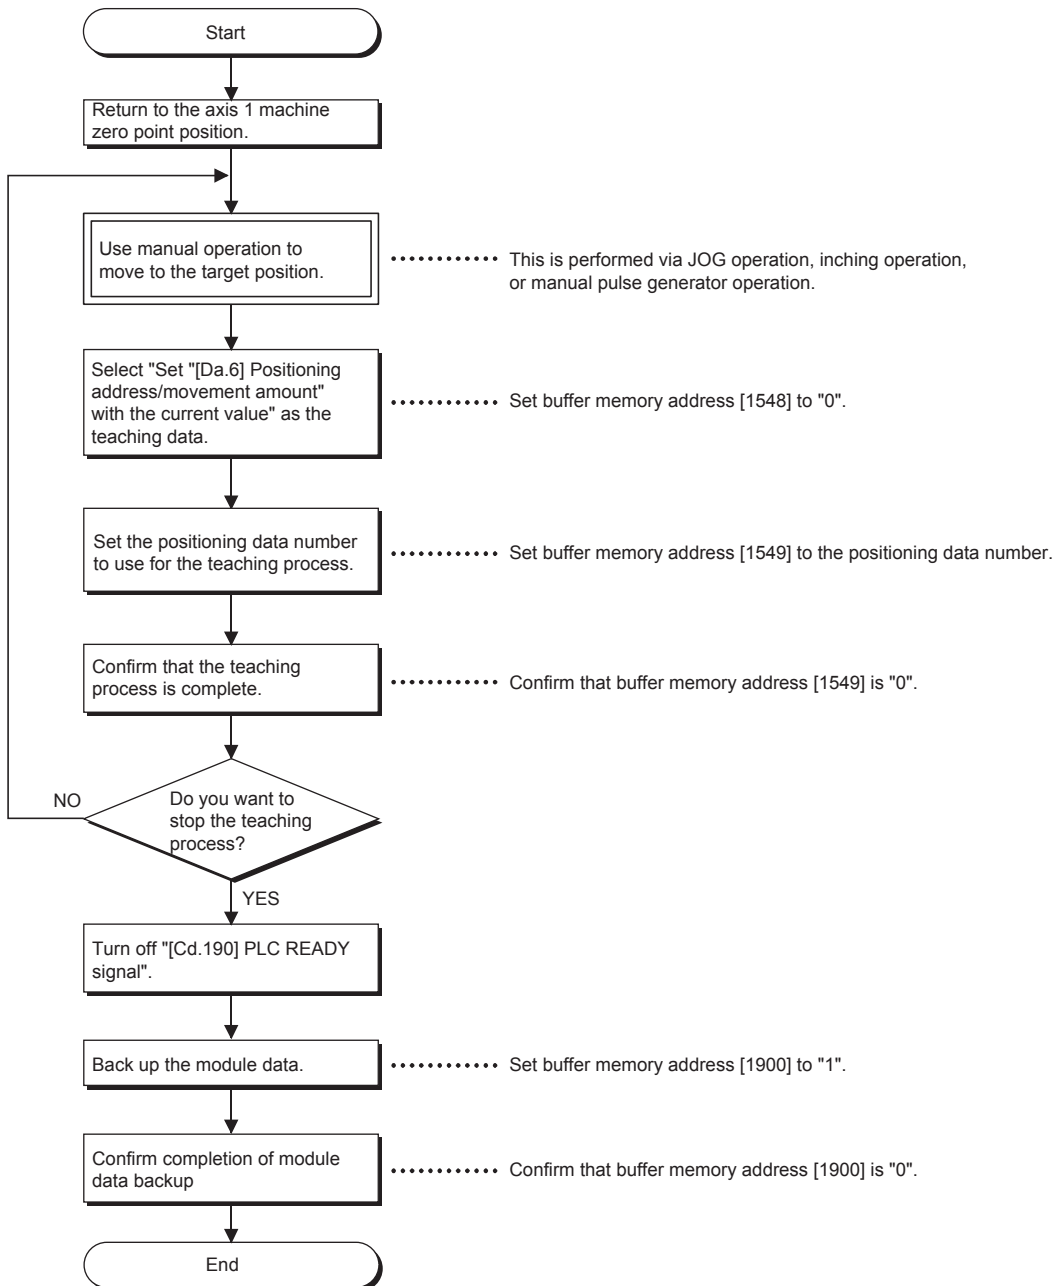 Start
Return to the axis 1 machine
zero point position.
Use manual operation to
move to the target position.
This is performed via JOG operation, inching operation,
or manual pulse generator operation.
Select "Set "[Da.6] Positioning
address/movement amount"
with the current value" as the
teaching data.
Set buffer memory address [1548] to "0".
Set the positioning data number
to use for the teaching process.
Set buffer memory address [1549] to the positioning data number.
Confirm that the teaching
process is complete.
Confirm that buffer memory address [1549] is "0".
NO
Do you want to
stop the teaching
process?
YES
Turn off "[Cd.190] PLC READY
signal".
Back up the module data.
Set buffer memory address [1900] to "1".
Confirm completion of module
data backup
Confirm that buffer memory address [1900] is "0".
End